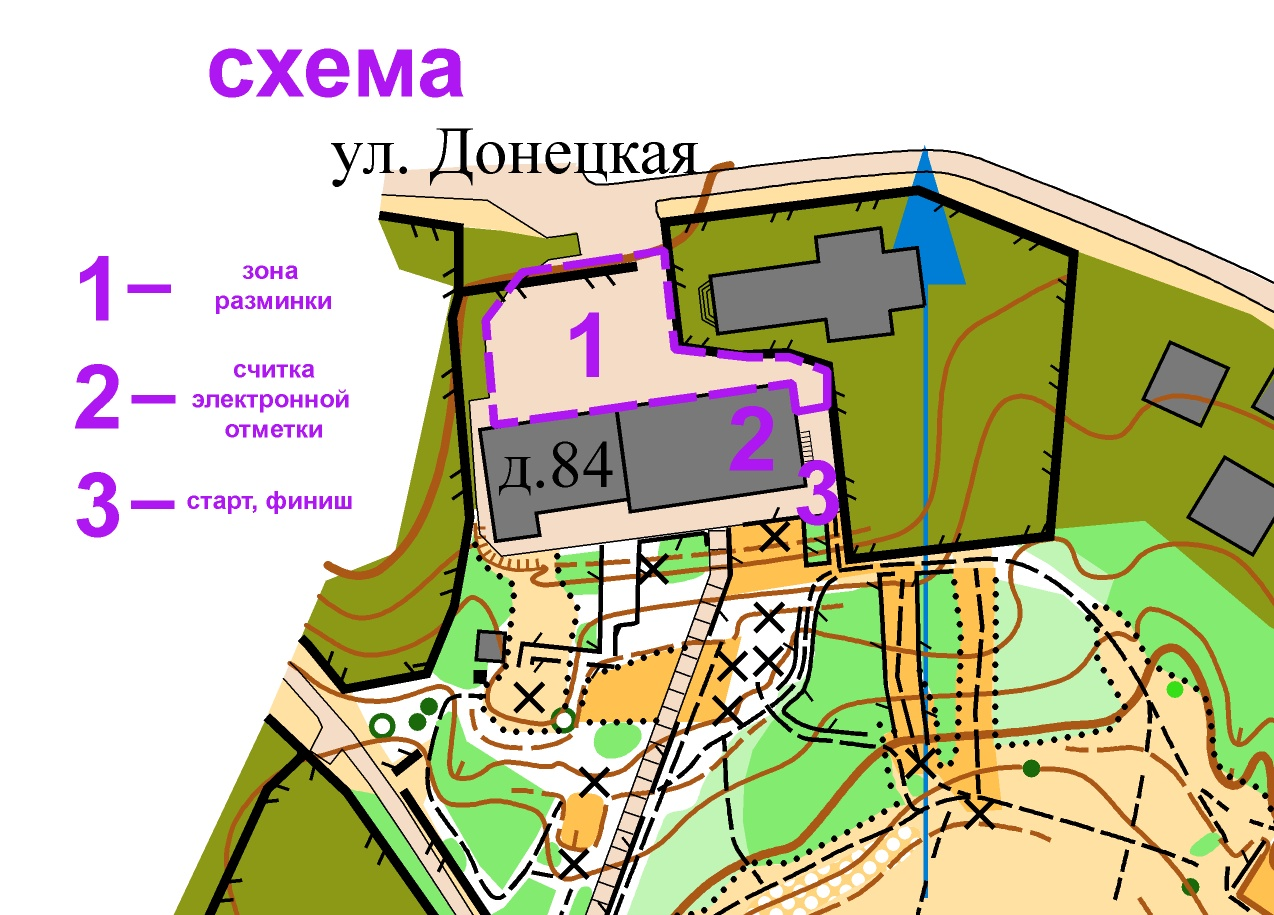 схема
ул. Донецкая
1 – зона
разминки
2 – считка
электронной
отметки
3 – старт, финиш
1
2
д.84
3